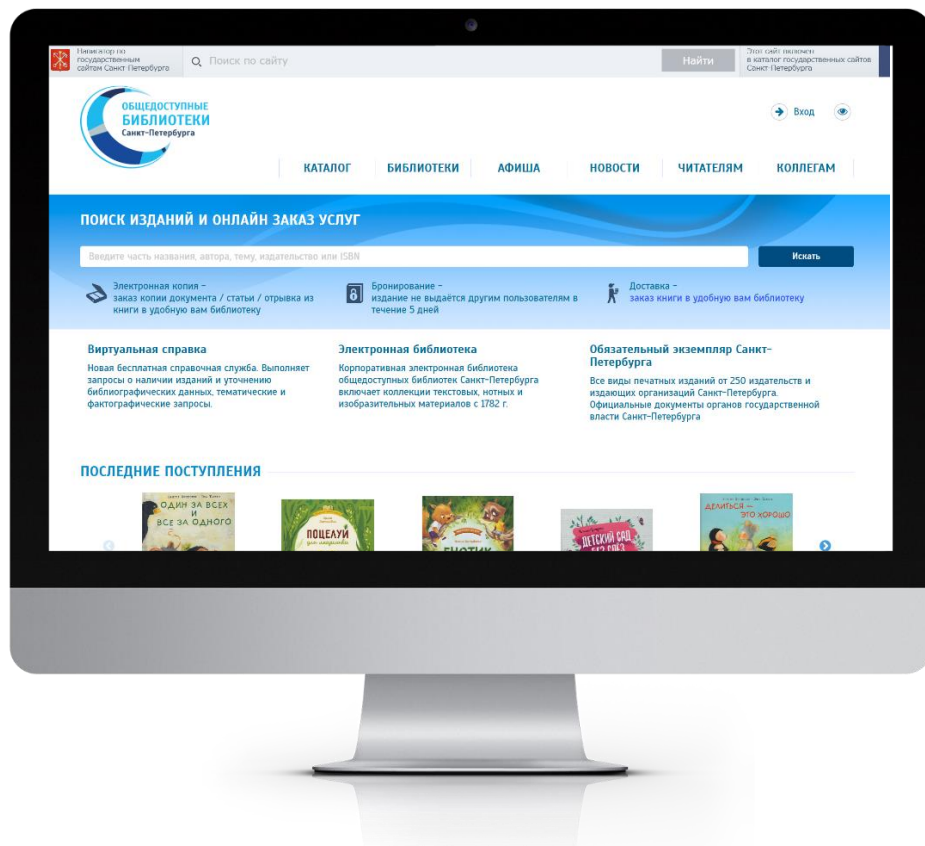 Навигатор по
государственным
сайтам Санкт Петербурга
Поиск по сайту
Найти
Этот сайт включен
в каталог государственных сайтов
Санкт Петербурга
ОБЩЕДОСТУПНЫЕ
БИБЛИОТЕКИ
Санкт-Петербурга
Вход
КАТАЛОГ БИБЛИОТЕКИ АФИША НОВОСТИ ЧИТАТЕЛЯМ КОЛЛЕГАМ
ПОИСК ИЗДАНИЙ И ОНЛАЙН ЗАКАЗ УСЛУГ
Введите часть названия, автора, тему, издательство или ISBN
Искать
Электронная копия –
заказ копии документа / статьи / отрывка из
книги в удобную вам библиотеку
Бронирование –
издание не выдаётся другим пользователям в
течение 5 дней
Доставка –
заказ книги в удобную вам библиотеку
Виртуальная справка
Новая бесплатная справочная служба. Выполняет
запросы о наличии изданий и уточнению
библиографических данных, тематические и
фактографические запросы.
Электронная библиотека
Корпоративная электронная библиотека
общедоступных библиотек Санкт-Петербурга
включает коллекции текстовых, нотных и
изобразительных материалов с 1782 г.
Обязательный экземпляр Санкт-
Петербурга
Все виды печатных изданий от 250 издательств и
издающих организаций Санкт-Петербурга.
Официальные документы органов государственной
власти Санкт-Петербурга
ПОСЛЕДНИЕ ПОСТУПЛЕНИЯ
ОДИН ЗА ВСЕХ
И
ВСЕ ЗА ОДНОГО
ПОЦЕЛУЙ
ЕНОТИК
ДЕТСКИЙ САД
БЕЗ СЛЁЗ
ДЕЛИТЬСЯ —
ЭТО ХОРОШО